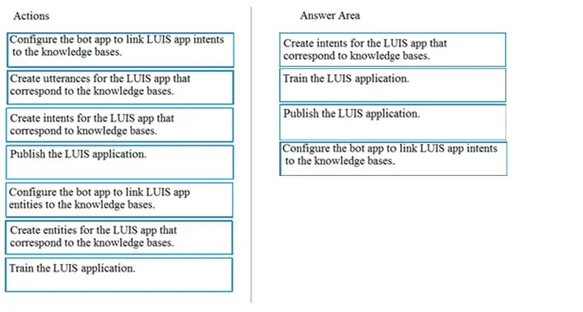 Actions
Configure the bot app to link LUIS app intents
to the knowledge bases.
Create utterances for the LUIS app that
correspond to the knowledge bases.
Create intents for the LUIS app that
correspond to knowledge bases.
Publish the LUIS application.
Configure the bot app to link LUIS app
entities to the knowledge bases.
Create entities for the LUIS app that
correspond to the knowledge bases.
Train the LUIS application.
Answer Area
Create intents for the LUIS app that
correspond to knowledge bases.
Train the LUIS application.
Publish the LUIS application.
Configure the bot app to link LUIS app intents
to the knowledge bases.